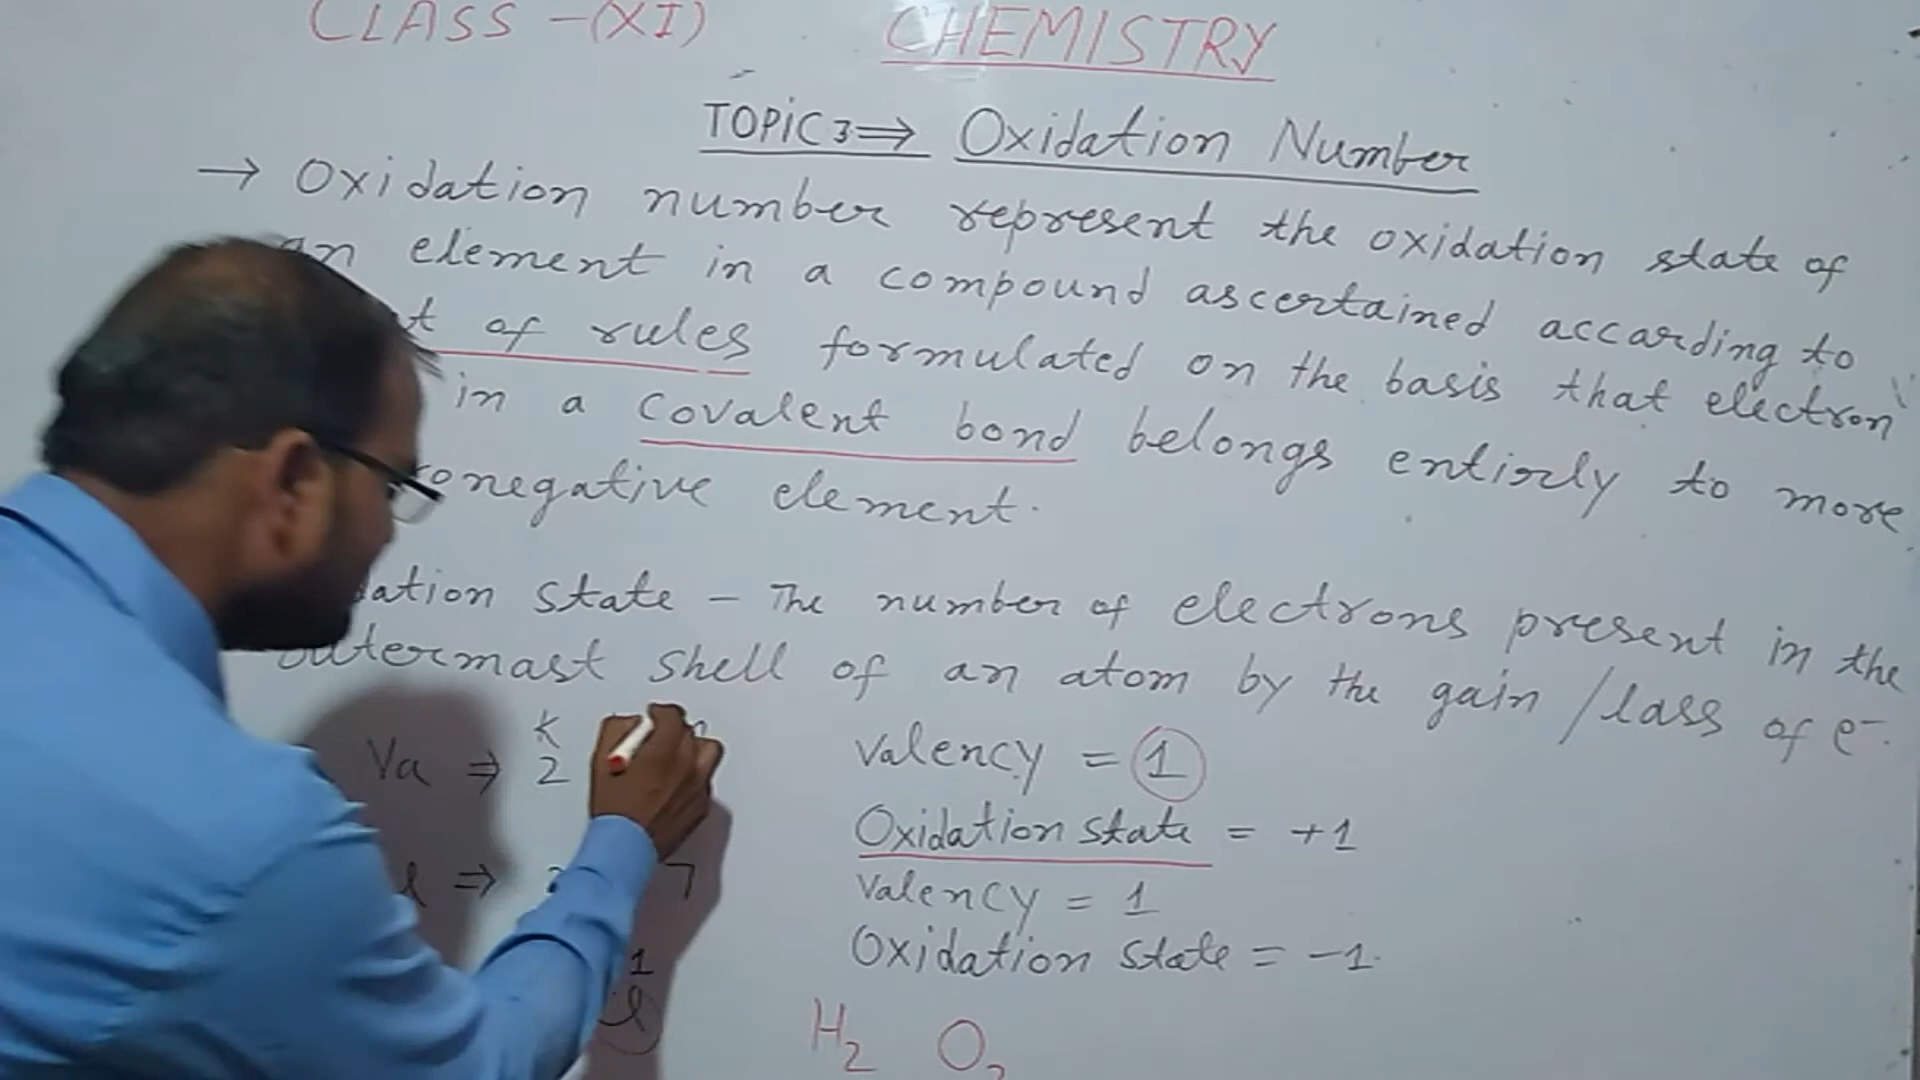 CLASS -(XI) CHEMISTRY
TOPIC 3 ⇒ Oxidation Number
→ Oxidation number represent the oxidation state of
an element in a compound ascertained accarding to
of rules formulated on the basis that electron
in a covalent bond belongs entirly to more
onegative element.
ation state - The number of electrons present in the
outermast shell of an atom by the gain / lass of e-.
K
Va ⇒ 2
Valency = 1
Oxidation state = +1
⇒ 7
Valency = 1
Oxidation state = -1.
1
H2 O2